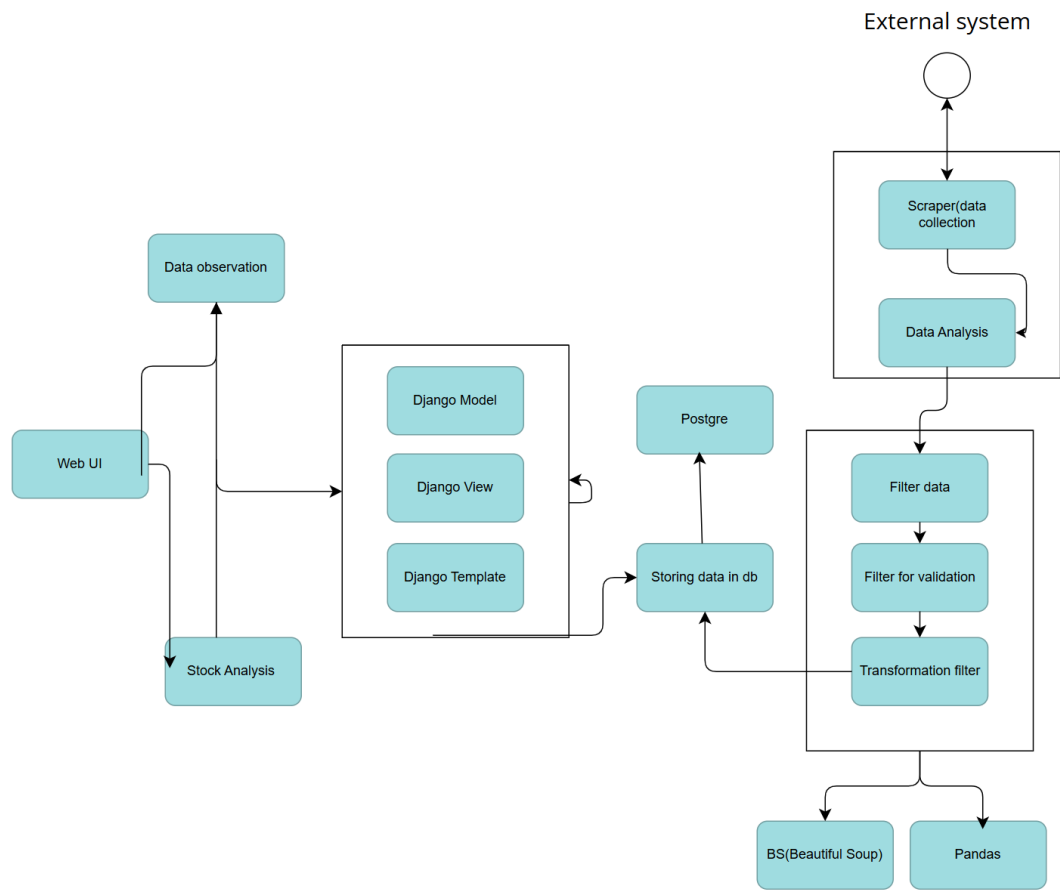 External system
Scraper(data
collection
Data observation
Data Analysis
Django Model
Postgre
Web UI
Django View
Filter data
Django Template
Storing data in db
Filter for validation
Stock Analysis
Transformation filter
BS(Beautiful Soup)
Pandas